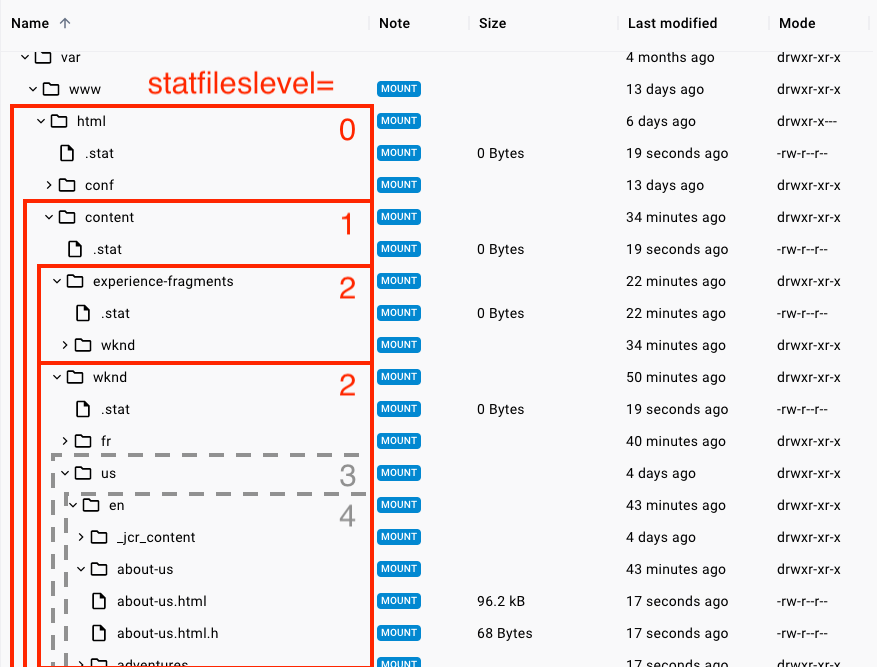 Name Note Size Last modified Mode
var 4 months ago drwxr-xr-x
statfileslevel=
www MOUNT 13 days ago drwxr-xr-x
html 0 MOUNT 6 days ago drwxr-x---
.stat MOUNT 0 Bytes 19 seconds ago -rw-r--r--
conf MOUNT 13 days ago drwxr-xr-x
content 1 MOUNT 34 minutes ago drwxr-xr-x
.stat MOUNT 0 Bytes 19 seconds ago -rw-r--r--
experience-fragments 2 MOUNT 22 minutes ago drwxr-xr-x
.stat MOUNT 0 Bytes 22 minutes ago -rw-r--r--
wknd MOUNT 34 minutes ago drwxr-xr-x
wknd 2 MOUNT 50 minutes ago drwxr-xr-x
.stat MOUNT 0 Bytes 19 seconds ago -rw-r--r--
fr MOUNT 40 minutes ago drwxr-xr-x
us 3 MOUNT 4 days ago drwxr-xr-x
en 4 MOUNT 43 minutes ago drwxr-xr-x
_jcr_content MOUNT 4 days ago drwxr-xr-x
about-us MOUNT 43 minutes ago drwxr-xr-x
about-us.html MOUNT 96.2 kB 17 seconds ago -rw-r--r--
about-us.html.h MOUNT 68 Bytes 17 seconds ago -rw-r--r--
adventures MOUNT 17 seconds ago drwxr-xr-x